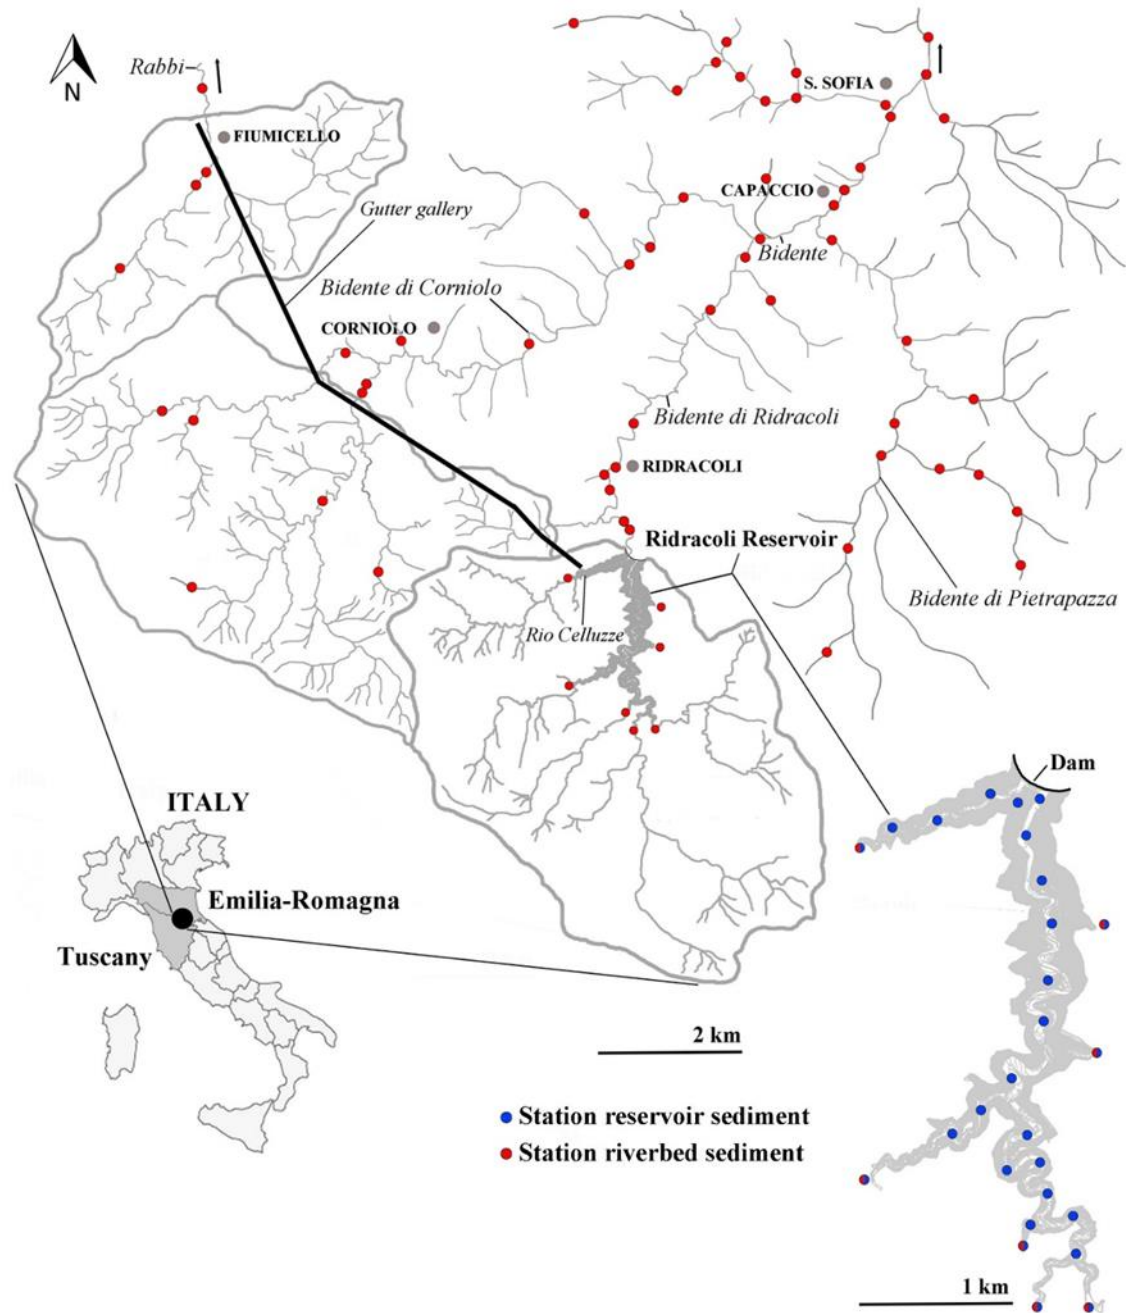 Rabbi
N
S. SOFIA
FIUMICELLO
CAPACCIO
Gutter gallery
Bidente
Bidente di Corniolo
CORNIOLO
Bidente di Ridracoli
RIDRACOLI
Ridracoli Reservoir
Bidente di Pietrapazza
Rio Celluzze
Dam
ITALY
Emilia-Romagna
Tuscany
2 km
Station reservoir sediment
Station riverbed sediment
1 km